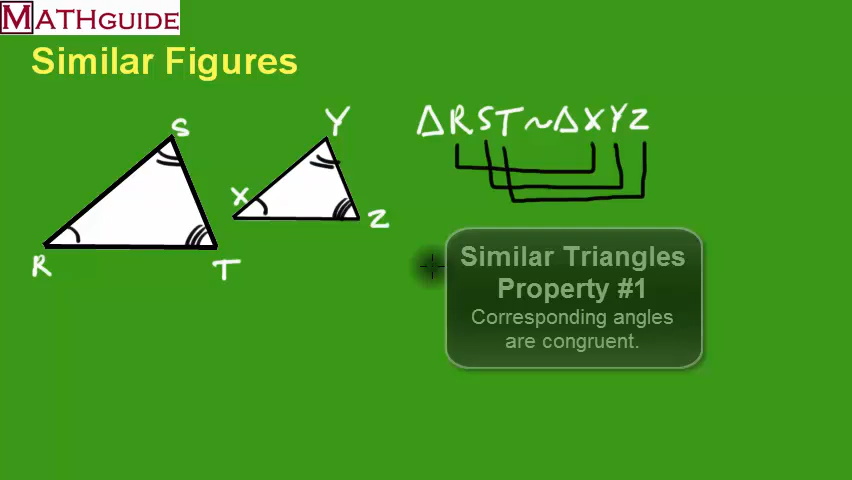 MATHGUIDE
Similar Figures
S
Y
X
Z
R
T
ΔRST~ΔXYZ
Similar Triangles
Property #1
Corresponding angles
are congruent.